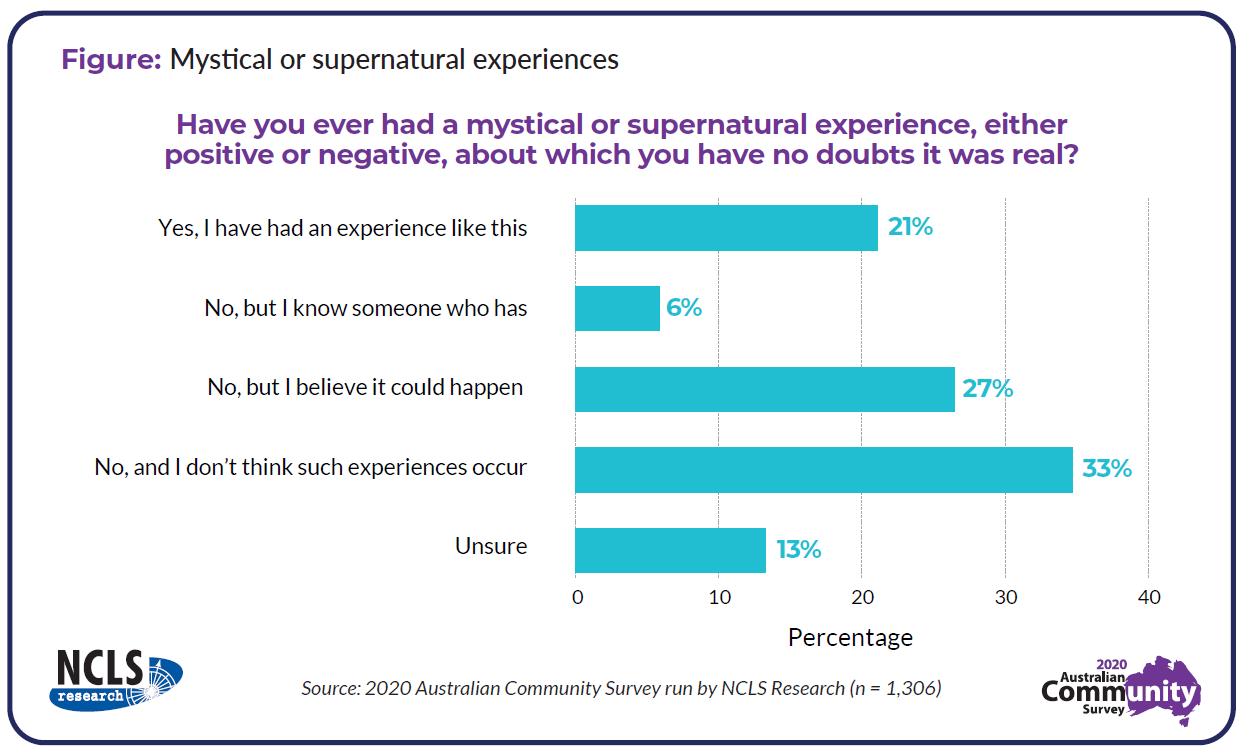 Figure: Mystical or supernatural experiences
Have you ever had a mystical or supernatural experience, either
positive or negative, about which you have no doubts it was real?
Yes, I have had an experience like this
21%
No, but I know someone who has
6%
No, but I believe it could happen
27%
No, and I don't think such experiences occur
33%
Unsure
13%
0 10 20 30 40
Percentage
NCLS
research
Source: 2020 Australian Community Survey run by NCLS Research (n = 1,306)
2020
Australian
Community
Survey